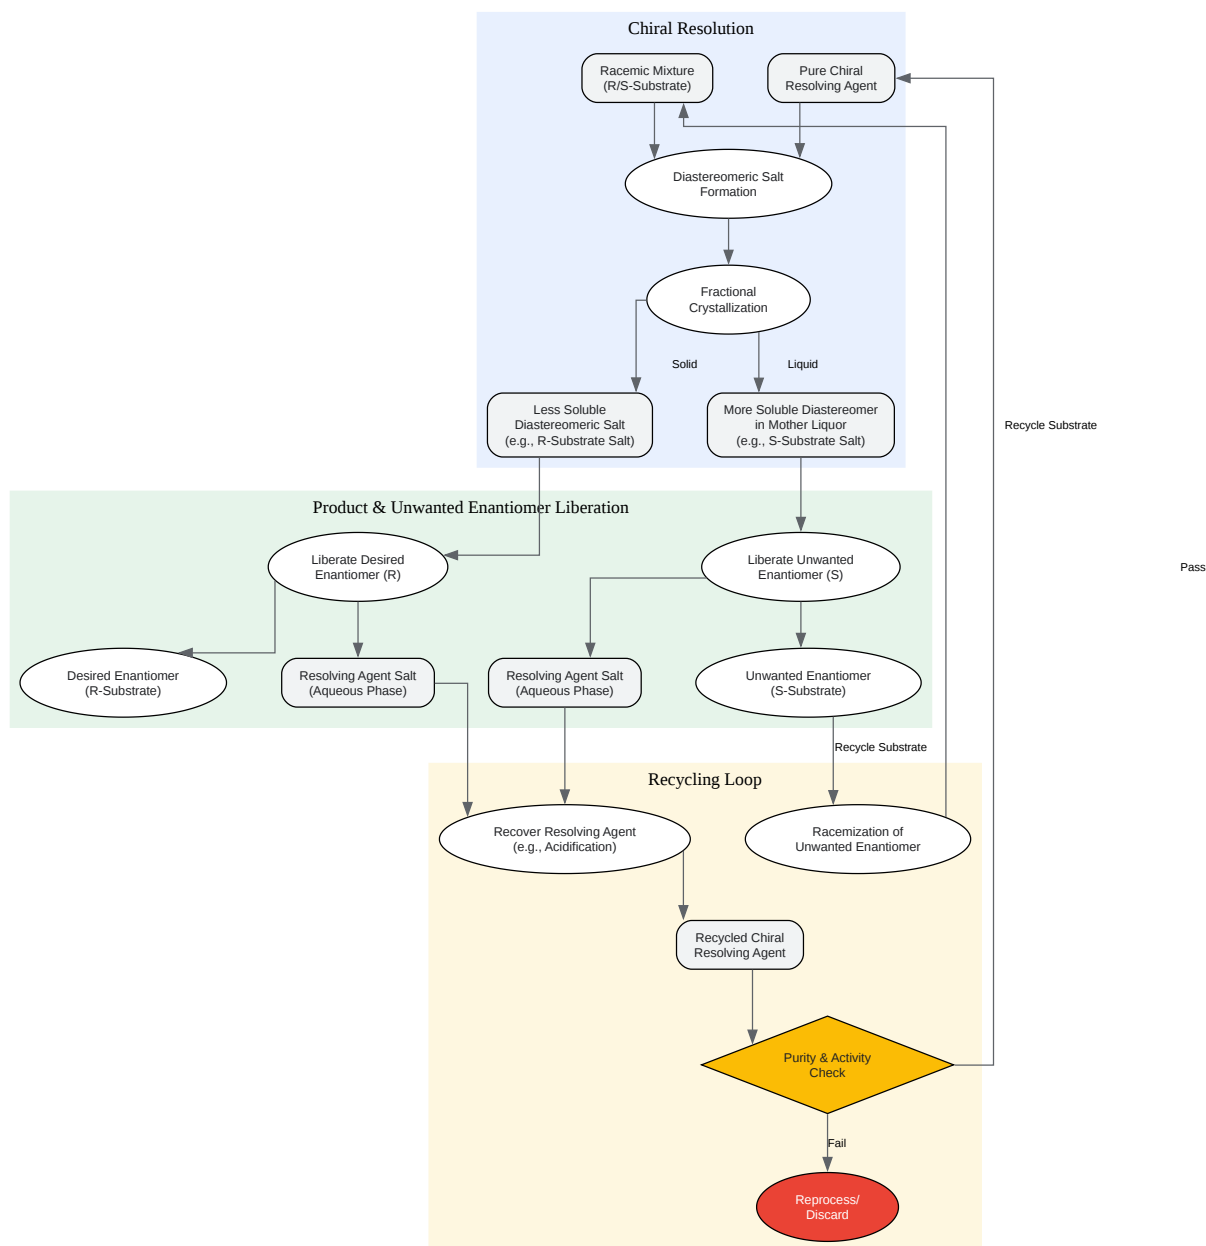 Chiral Resolution
Racemic Mixture
(R/S-Substrate)
Pure Chiral
Resolving Agent
Diastereomeric Salt
Formation
Fractional
Crystallization
Solid
Liquid
Less Soluble
Diastereomeric Salt
(e.g., R-Substrate Salt)
More Soluble Diastereomer
in Mother Liquor
(e.g., S-Substrate Salt)
Recycle Substrate
Product & Unwanted Enantiomer Liberation
Liberate Desired
Enantiomer (R)
Liberate Unwanted
Enantiomer (S)
Pass
Desired Enantiomer
(R-Substrate)
Resolving Agent Salt
(Aqueous Phase)
Resolving Agent Salt
(Aqueous Phase)
Unwanted Enantiomer
(S-Substrate)
Recycle Substrate
Recycling Loop
Recover Resolving Agent
(e.g., Acidification)
Racemization of
Unwanted Enantiomer
Recycled Chiral
Resolving Agent
Purity & Activity
Check
Fail
Reprocess/
Discard